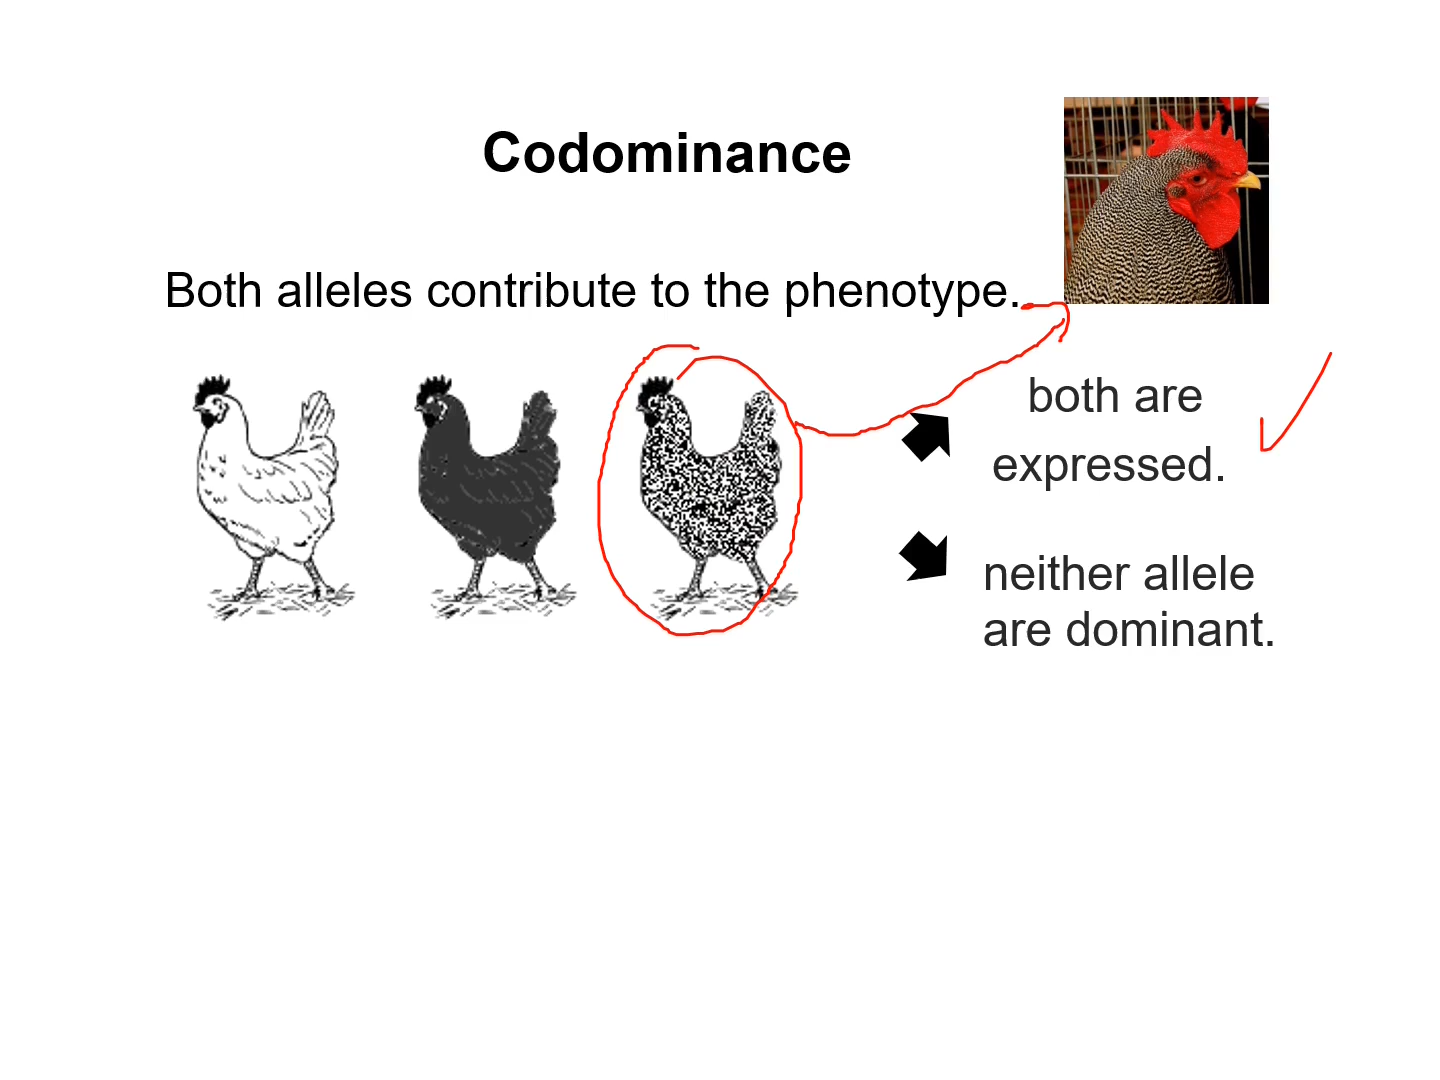 Codominance
Both alleles contribute to the phenotype.
both are
expressed.
neither allele
are dominant.